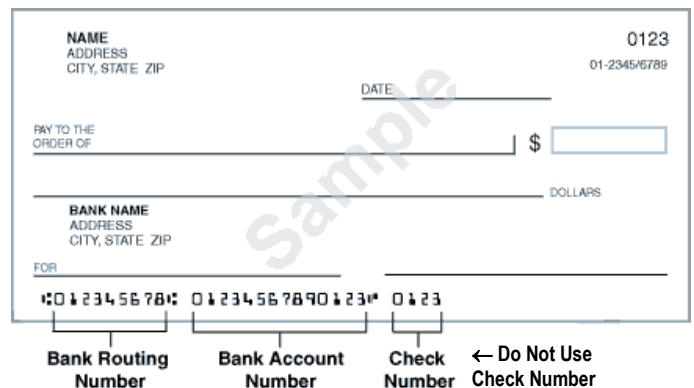 NAME
ADDRESS
CITY, STATE ZIP
0123
01-2345/6789
DATE
PAY TO THE
ORDER OF
$
DOLLARS
Sample
BANK NAME
ADDRESS
CITY, STATE ZIP
FOR
⑆012345678⑆ 01234567890123⑈ 0123
Bank Routing
Number
Bank Account
Number
Check
Number
← Do Not Use
Check Number